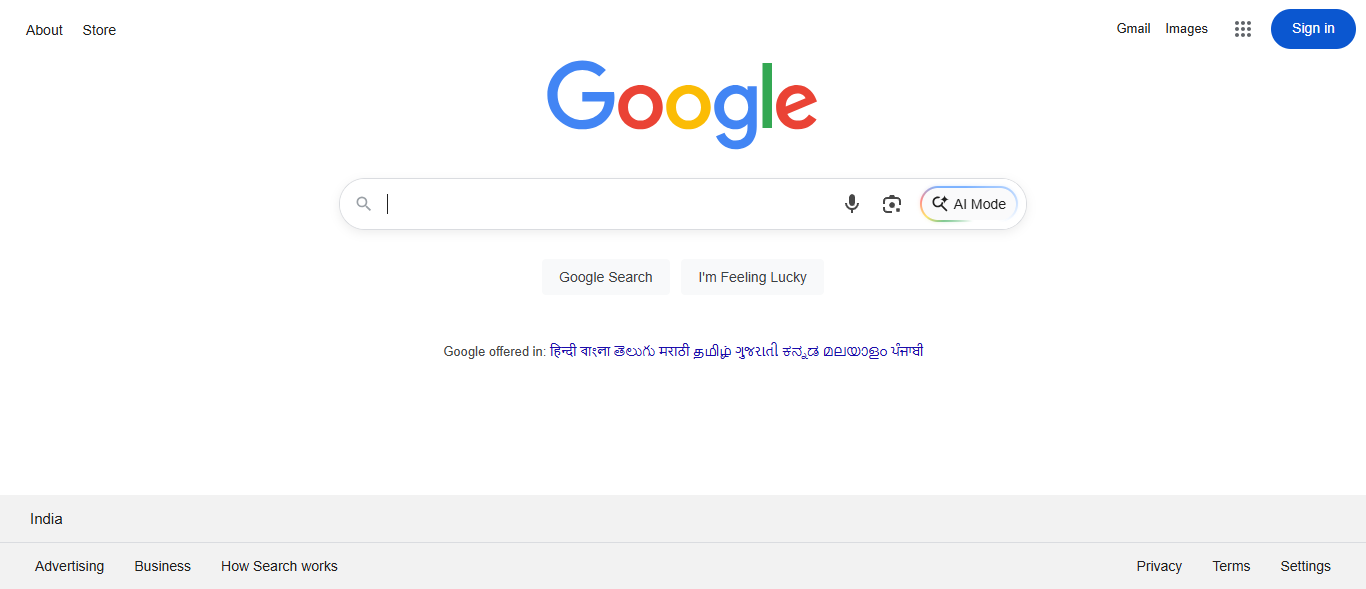 About Store
Gmail Images Sign in
Google
AI Mode
Google Search I'm Feeling Lucky
Google offered in: हिन्दी বাংলা తెలుగు मराठी தமிழ் ગુજરાતી ಕನ್ನಡ മലയാളം ਪੰਜਾਬੀ
India
Advertising Business How Search works
Privacy Terms Settings